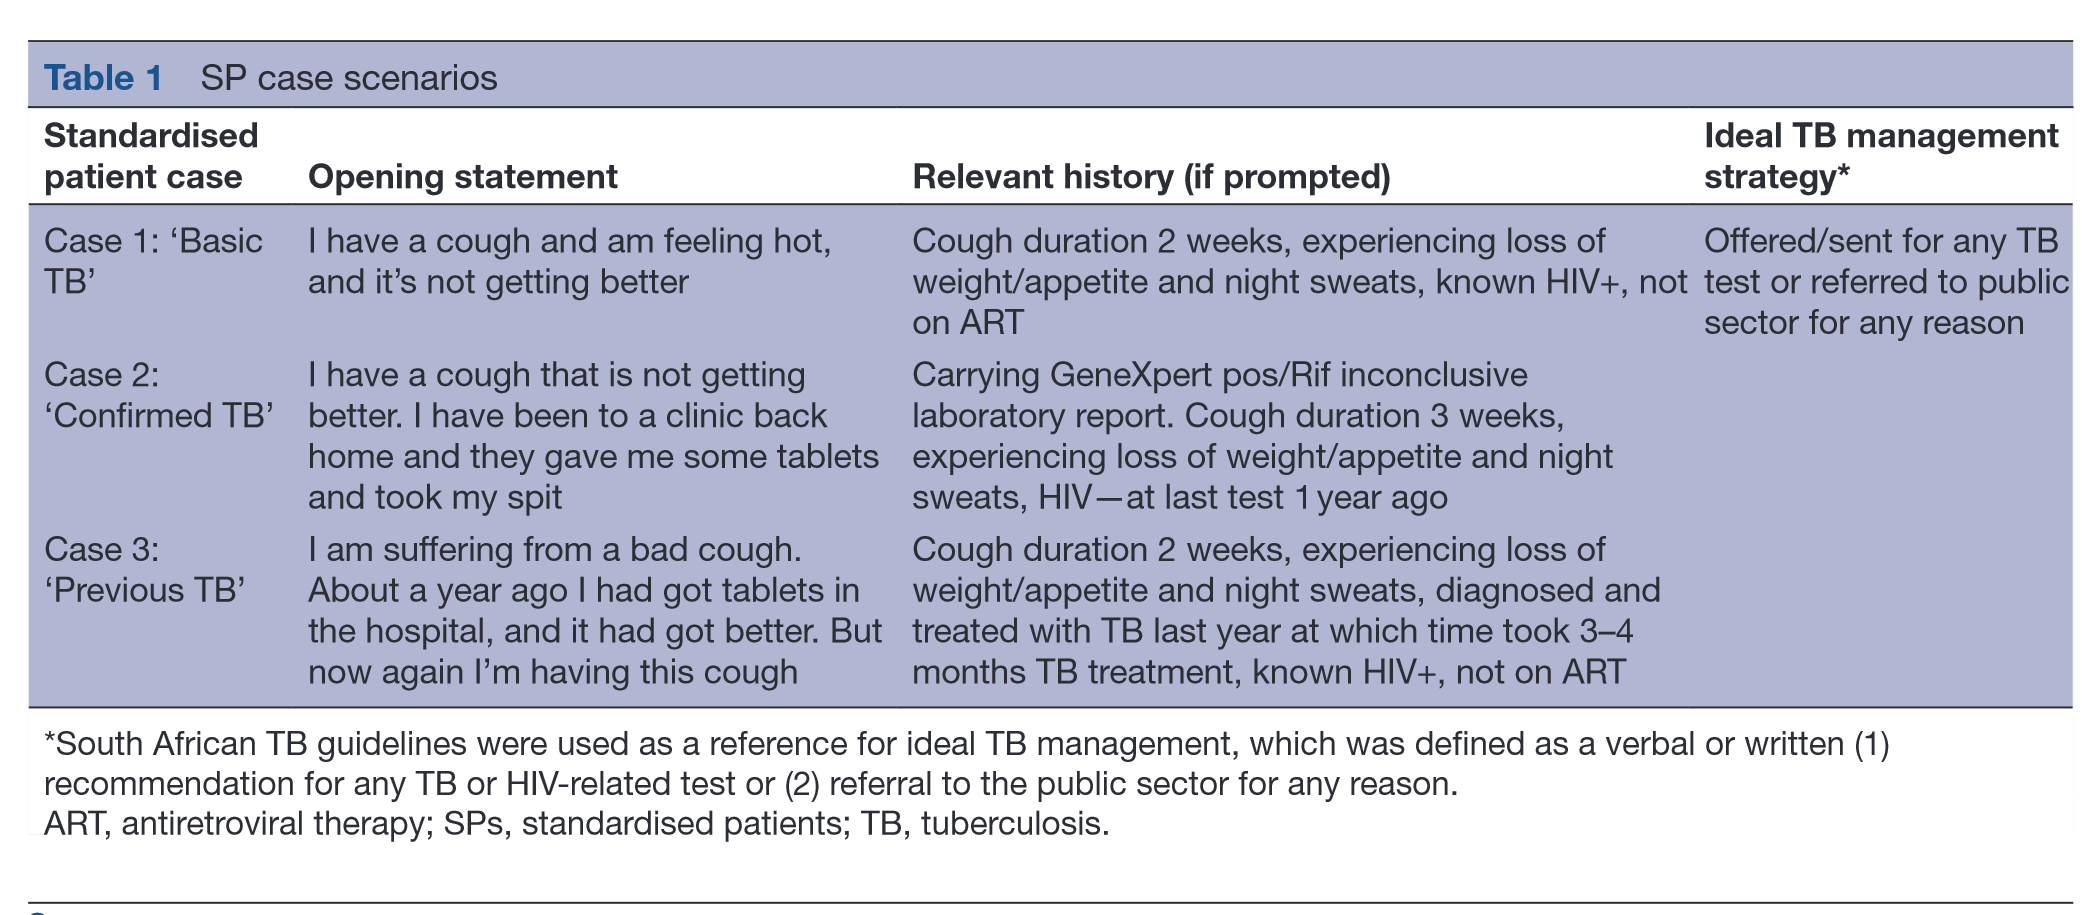 Table 1 SP case scenarios
Standardised patient case
Opening statement
Relevant history (if prompted)
Ideal TB management strategy*
Case 1: ‘Basic TB’
I have a cough and am feeling hot,
and it’s not getting better
Cough duration 2 weeks, experiencing loss of
weight/appetite and night sweats, known HIV+, not
on ART
Offered/sent for any TB
test or referred to public
sector for any reason
Case 2:
‘Confirmed TB’
I have a cough that is not getting
better. I have been to a clinic back
home and they gave me some tablets
and took my spit
Carrying GeneXpert pos/Rif inconclusive
laboratory report. Cough duration 3 weeks,
experiencing loss of weight/appetite and night
sweats, HIV—at last test 1 year ago
Case 3:
‘Previous TB’
I am suffering from a bad cough.
About a year ago I had got tablets in
the hospital, and it had got better. But
now again I’m having this cough
Cough duration 2 weeks, experiencing loss of
weight/appetite and night sweats, diagnosed and
treated with TB last year at which time took 3–4
months TB treatment, known HIV+, not on ART
*South African TB guidelines were used as a reference for ideal TB management, which was defined as a verbal or written (1)
recommendation for any TB or HIV-related test or (2) referral to the public sector for any reason.
ART, antiretroviral therapy; SPs, standardised patients; TB, tuberculosis.